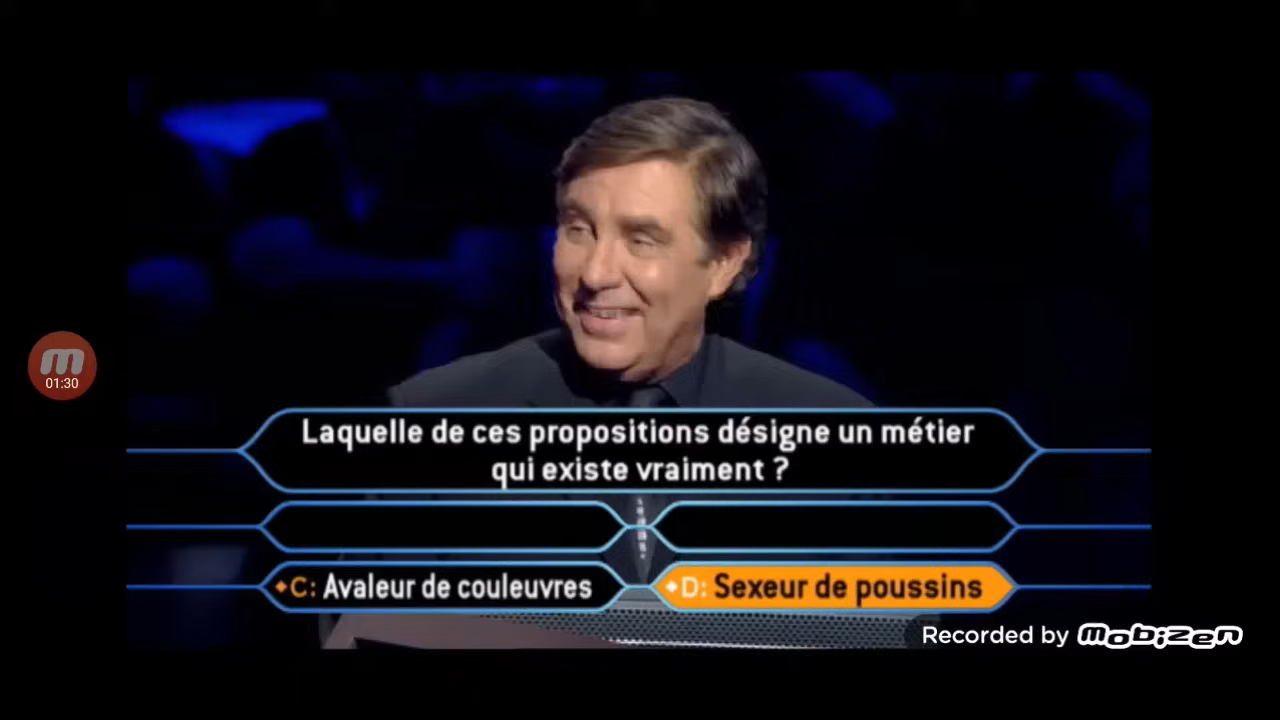 Laquelle de ces propositions désigne un métier
qui existe vraiment ?
C: Avaleur de couleuvres
D: Sexeur de poussins
01:30
Recorded by Mobizen